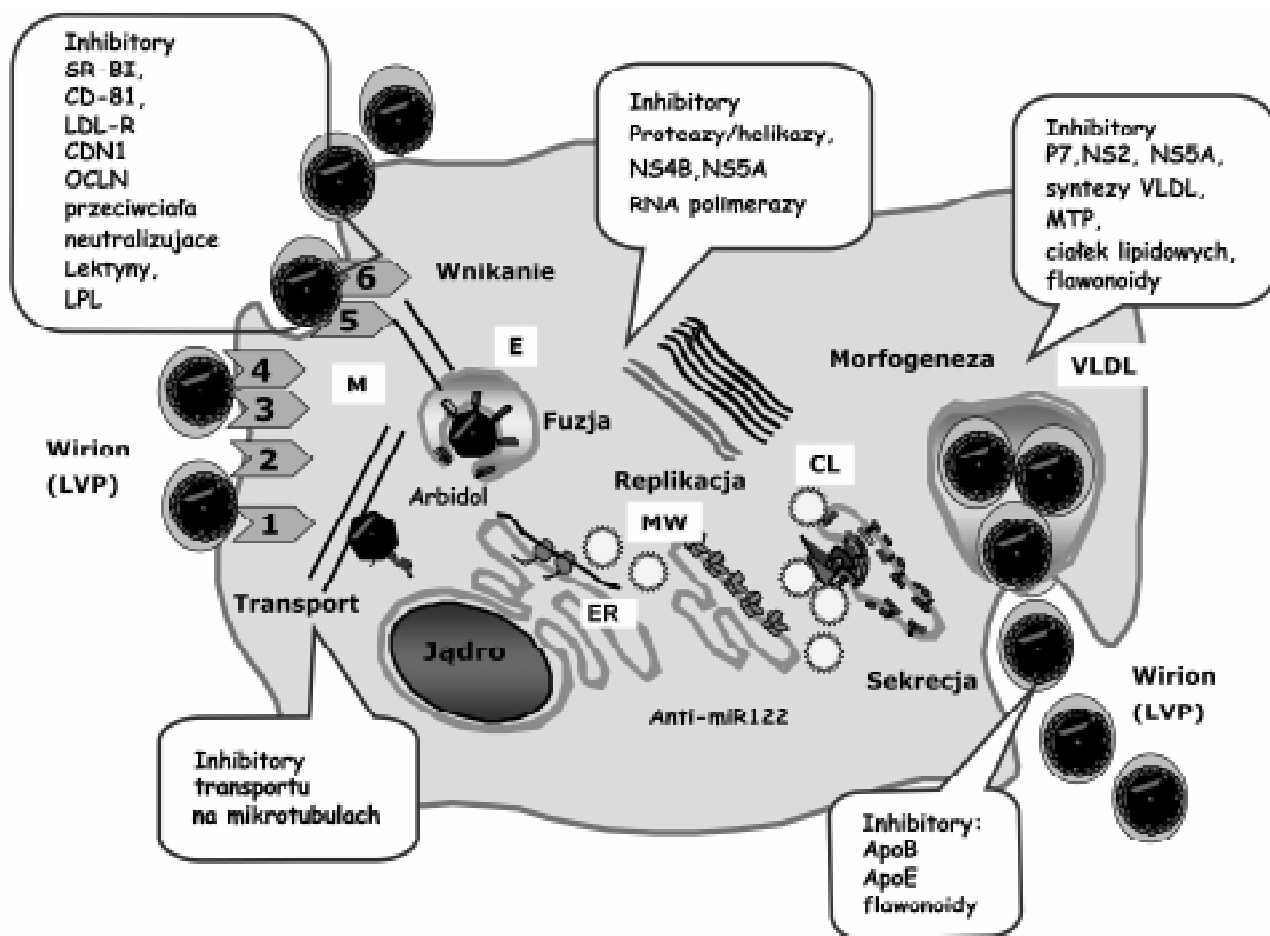 Inhibitory
SR-BI,
CD-81,
LDL-R
CDN1
OCLN
przeciwciała
neutralizujace
Lektyny,
LPL
Inhibitory
Proteazy/helikazy,
NS4B,NS5A
RNA polimerazy
Inhibitory
P7,NS2, NS5A,
syntezy VLDL,
MTP,
ciałek lipidowych,
flawonoidy
6
Wnikanie
5
E
4
M
3
2
1
Wirion
(LVP)
Fuzja
Arbidol
Morfogeneza
VLDL
Replikacja
CL
MW
Transport
ER
Jądro
Sekrecja
Anti-miR122
Wirion
(LVP)
Inhibitory
transportu
na mikrotubulach
Inhibitory:
ApoB
ApoE
flawonoidy